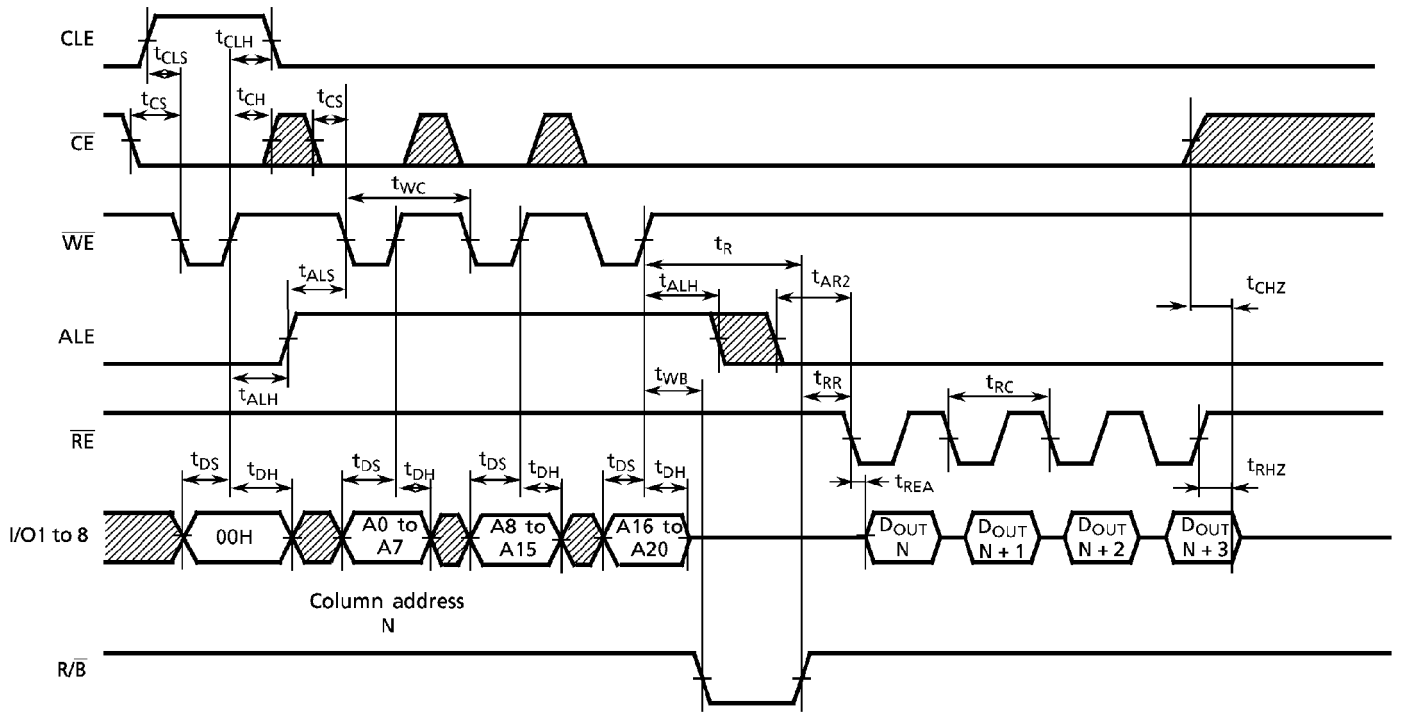 CLE
tCLH
tCLS
tCS
tCH
tCS
CE
tWC
WE
tR
tALS
tALH
tAR2
tCHZ
ALE
tALH
tWB
tRR
tRC
RE
tDS
tDH
tDS
tDH
tDS
tDH
tDS
tDH
tREA
tRHZ
I/O1 to 8
00H
A0 to
A7
A8 to
A15
A16 to
A20
DOUT
N
DOUT
N + 1
DOUT
N + 2
DOUT
N + 3
Column address
N
R/B